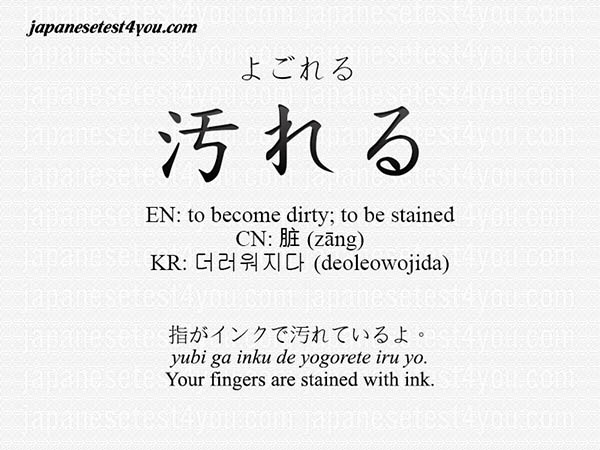 japanesetest4you.com
よごれる
汚れる
EN: to become dirty; to be stained
CN: 脏 (zāng)
KR: 더러워지다 (deoleowojida)
指がインクで汚れているよ。
yubi ga inku de yogorete iru yo.
Your fingers are stained with ink.